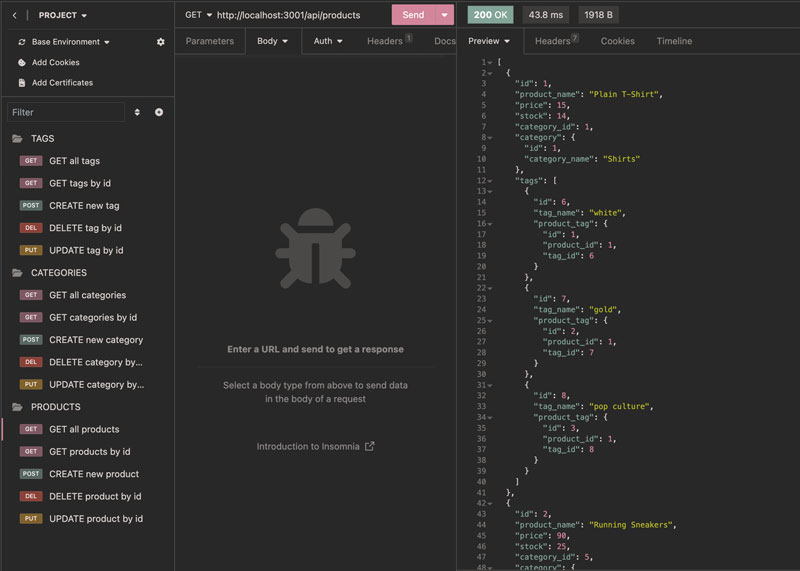 PROJECT
Base Environment
Add Cookies
Add Certificates
Filter
TAGS
GET GET all tags
GET GET tags by id
POST CREATE new tag
DEL DELETE tag by id
PUT UPDATE tag by id
CATEGORIES
GET GET all categories
GET GET categories by id
POST CREATE new category
DEL DELETE category by...
PUT UPDATE category by...
PRODUCTS
GET GET all products
GET GET products by id
POST CREATE new product
DEL DELETE product by id
PUT UPDATE product by id
GET http://localhost:3001/api/products Send
Parameters Body Auth Headers 1 Docs
Enter a URL and send to get a response
Select a body type from above to send data
in the body of a request
Introduction to Insomnia
200 OK 43.8 ms 1918 B
Preview Headers 7 Cookies Timeline
1 [
2 {
3 "id": 1,
4 "product_name": "Plain T-Shirt",
5 "price": 15,
6 "stock": 14,
7 "category_id": 1,
8 "category": {
9 "id": 1,
10 "category_name": "Shirts"
11 },
12 "tags": [
13 {
14 "id": 6,
15 "tag_name": "white",
16 "product_tag": {
17 "id": 1,
18 "product_id": 1,
19 "tag_id": 6
20 }
21 },
22 {
23 "id": 7,
24 "tag_name": "gold",
25 "product_tag": {
26 "id": 2,
27 "product_id": 1,
28 "tag_id": 7
29 }
30 },
31 {
32 "id": 8,
33 "tag_name": "pop culture",
34 "product_tag": {
35 "id": 3,
36 "product_id": 1,
37 "tag_id": 8
38 }
39 }
40 ]
41 },
42 {
43 "id": 2,
44 "product_name": "Running Sneakers",
45 "price": 90,
46 "stock": 25,
47 "category_id": 5,
48 "category": {